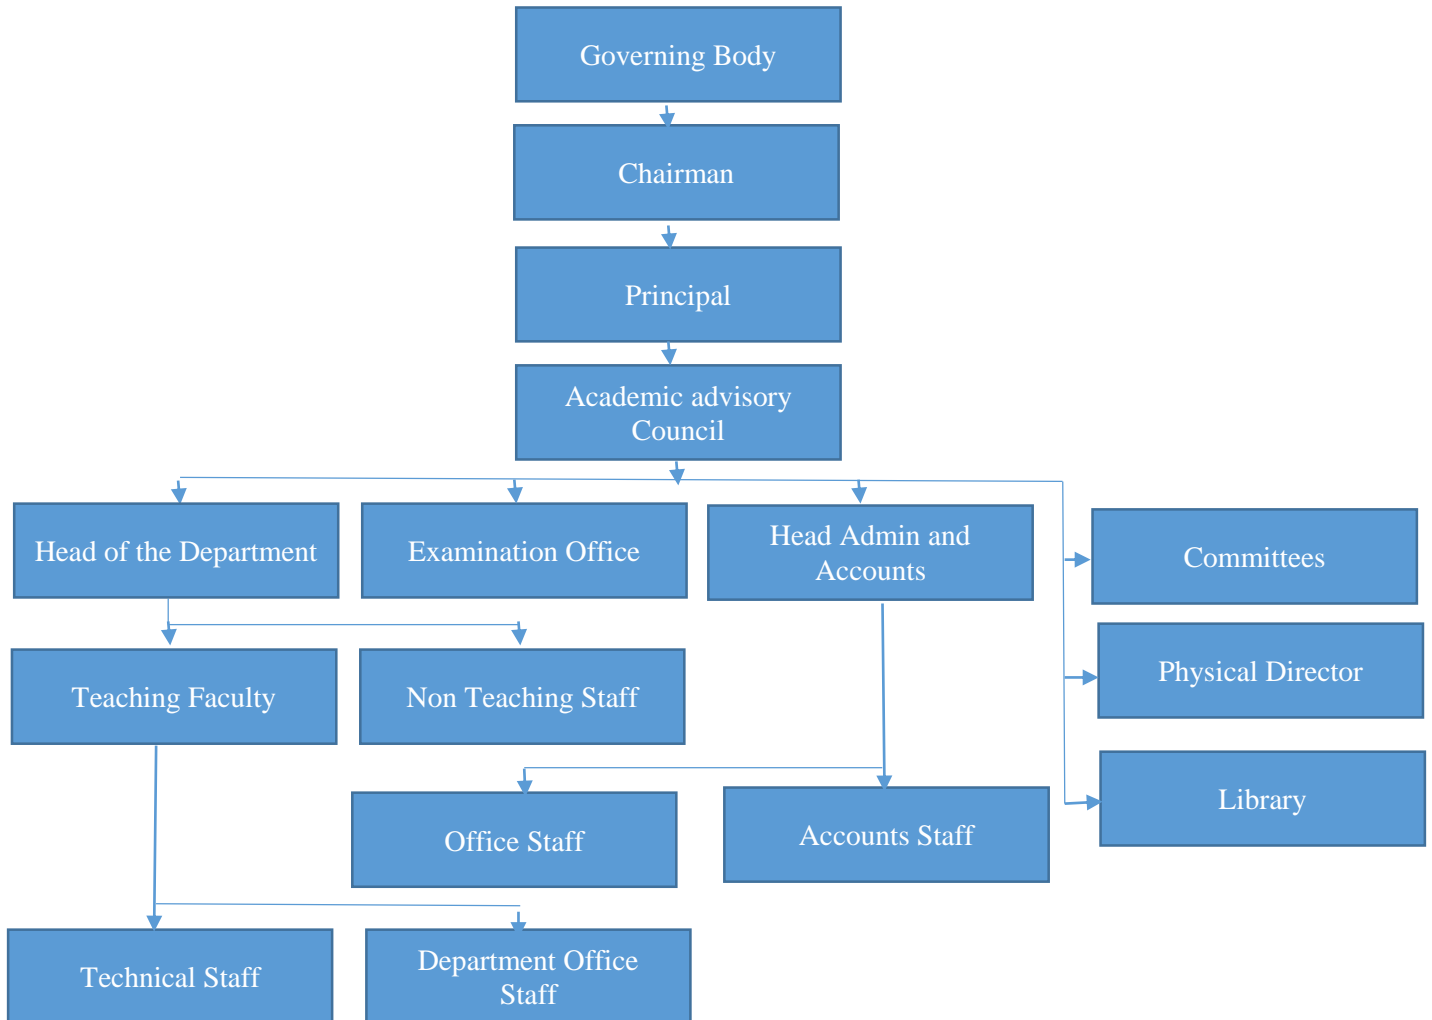 Governing Body
Chairman
Principal
Academic advisory
Council
Head of the Department
Examination Office
Head Admin and
Accounts
Committees
Physical Director
Library
Teaching Faculty
Non Teaching Staff
Office Staff
Accounts Staff
Technical Staff
Department Office
Staff